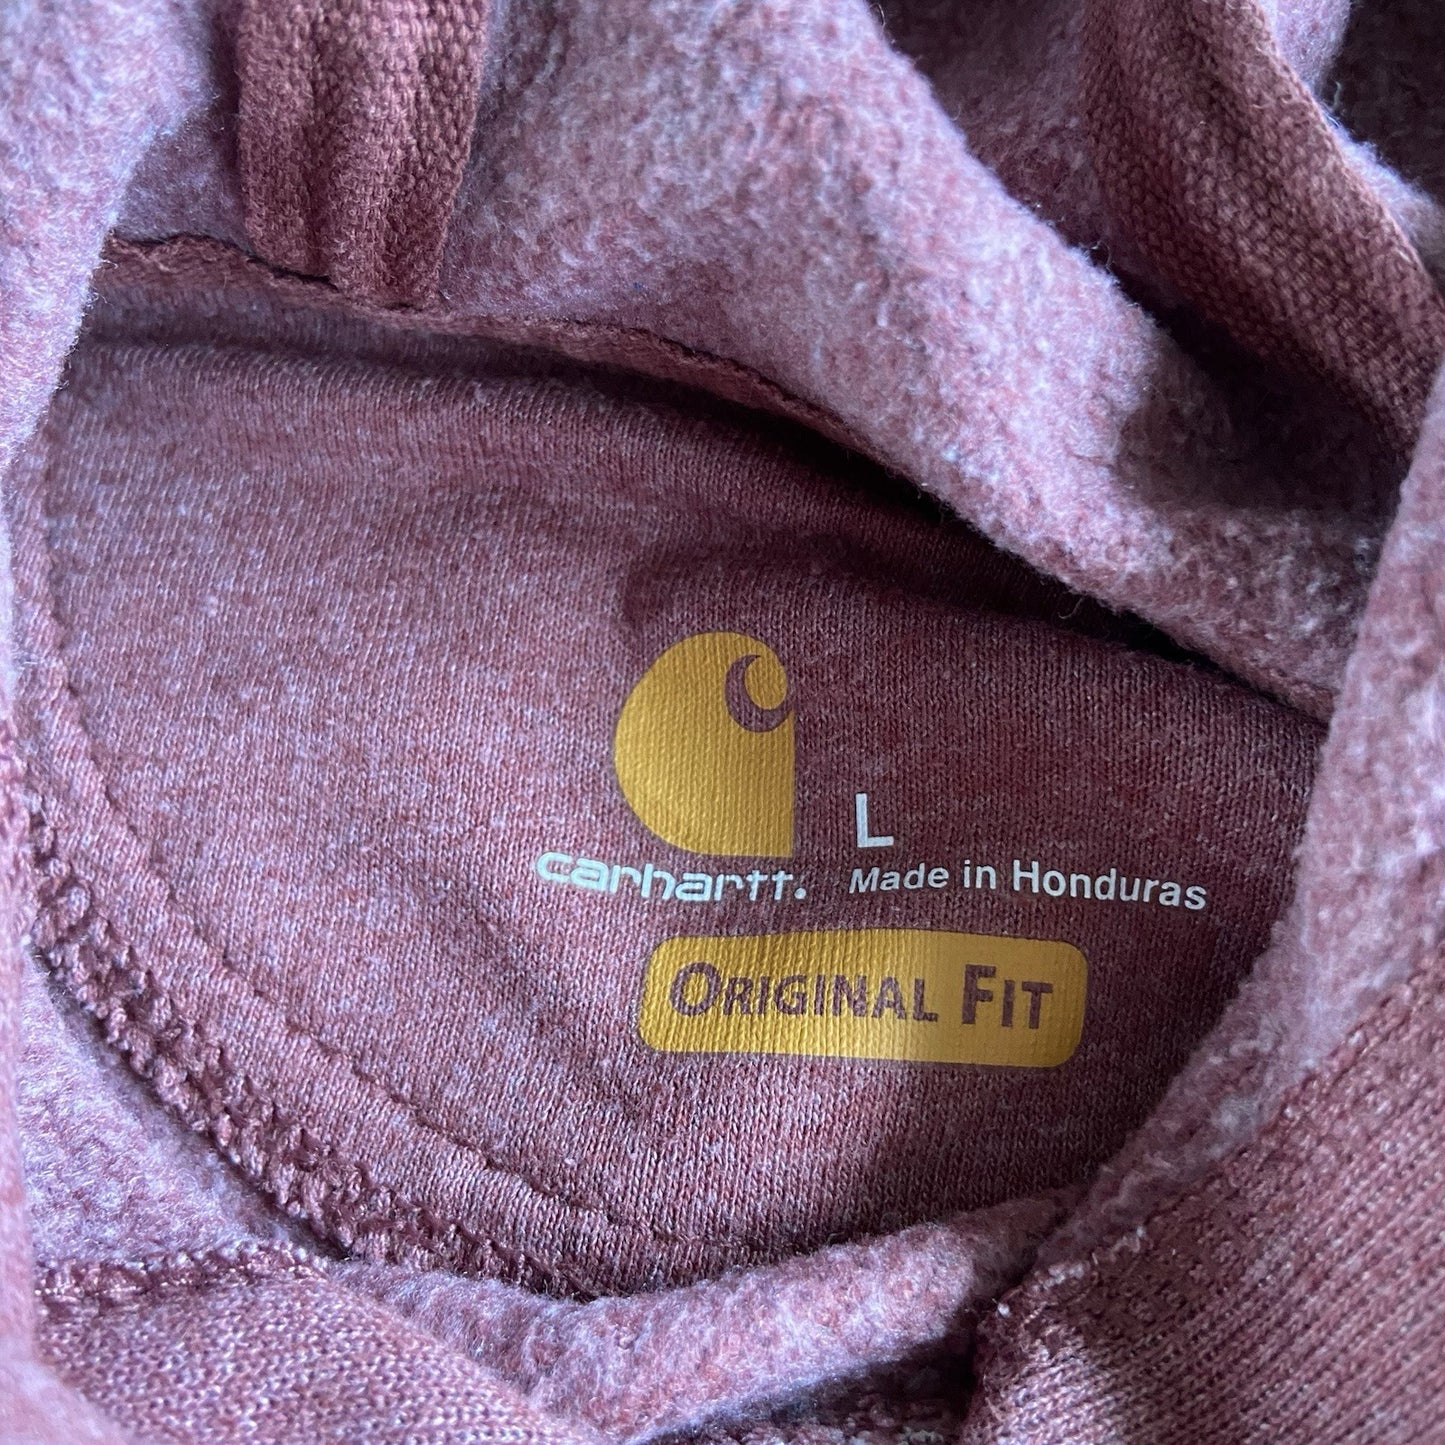 L
carhartt.
Made in Honduras
ORIGINAL FIT